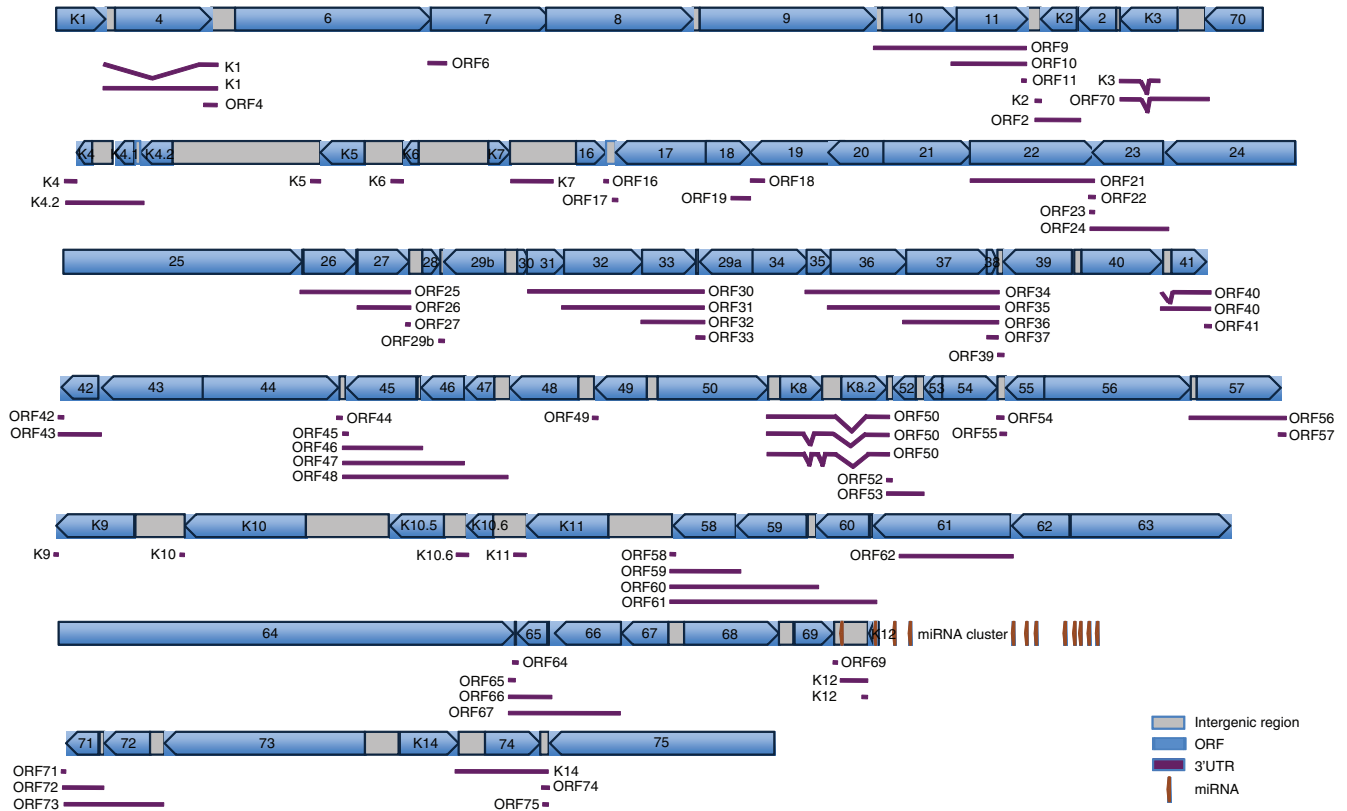 K1 4 6 7 8 9 10 11 K2 2 K3 70
K1 ORF6 ORF9
K1 ORF10
ORF4 ORF11 K3
K2 ORF70
ORF2
K4 K4.1 K4.2 K5 K6 K7 16 17 18 19 20 21 22 23 24
K4 K5 K6 K7 ORF16 ORF18 ORF21
K4.2 ORF17 ORF19 ORF22
ORF23
ORF24
25 26 27 28 29b 30 31 32 33 29a 34 35 36 37 38 39 40 41
ORF25 ORF30 ORF34 ORF40
ORF26 ORF31 ORF35 ORF40
ORF27 ORF32 ORF36 ORF41
ORF29b ORF33 ORF37
ORF39
42 43 44 45 46 47 48 49 50 K8 K8.2 52 53 54 55 56 57
ORF42 ORF44 ORF49 ORF50 ORF54 ORF56
ORF43 ORF45 ORF50 ORF55 ORF57
ORF46 ORF50
ORF47
ORF48 ORF52
ORF53
K9 K10 K10.5 K10.6 K11 58 59 60 61 62 63
K9 K10 K10.6 K11 ORF58 ORF62
ORF59
ORF60
ORF61
64 65 66 67 68 69 K12 miRNA cluster
ORF64 ORF69
ORF65 K12
ORF66 K12
ORF67
71 72 73 K14 74 75
ORF71 K14
ORF72 ORF74
ORF73 ORF75
Intergenic region
ORF
3'UTR
miRNA